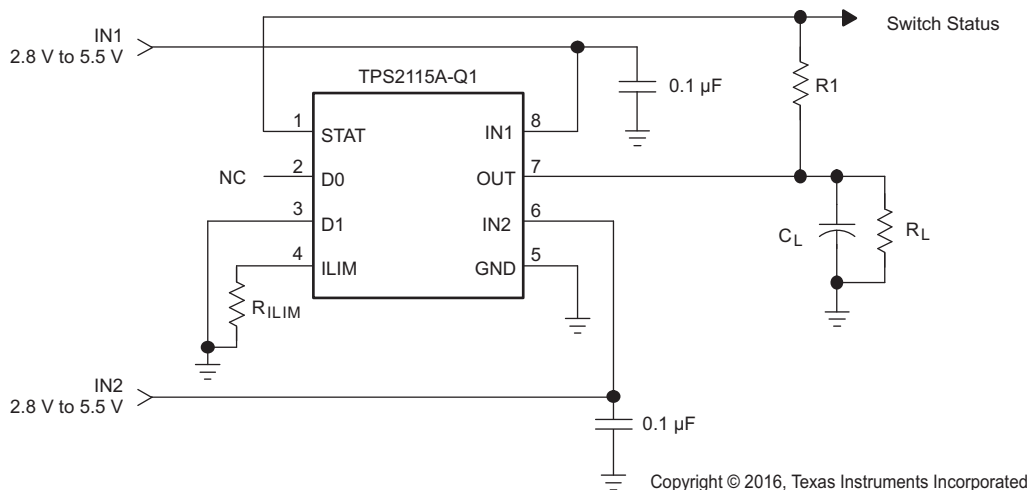 Switch Status
IN1
2.8 V to 5.5 V
TPS2115A-Q1
0.1 µF
R1
1
STAT
IN1
8
NC
2
D0
OUT
7
3
D1
IN2
6
CL
RL
4
ILIM
GND
5
RILIM
IN2
2.8 V to 5.5 V
0.1 µF
Copyright © 2016, Texas Instruments Incorporated